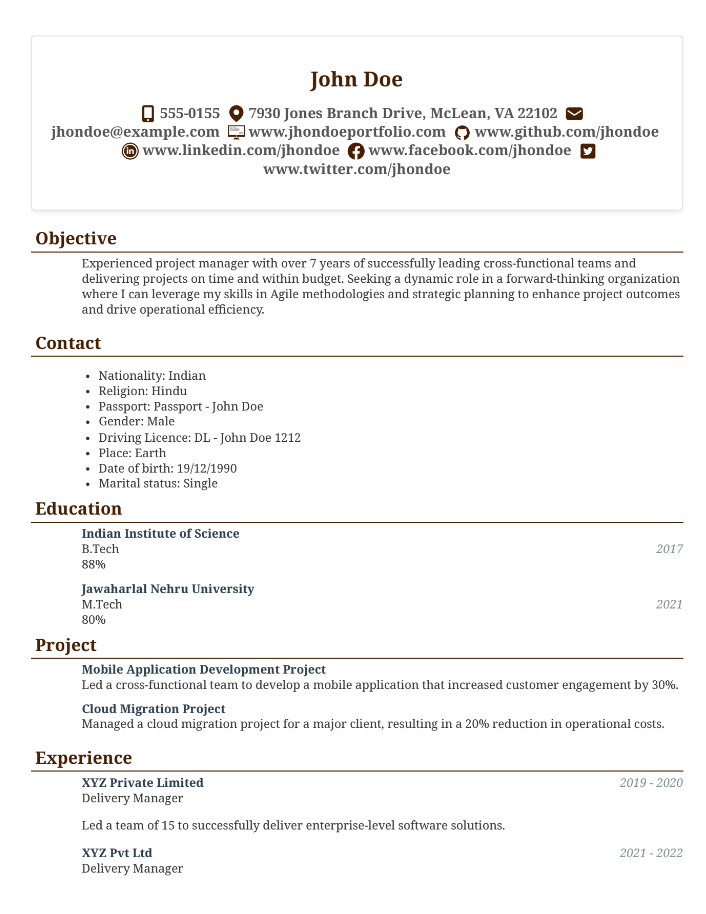 John Doe
555-0155 7930 Jones Branch Drive, McLean, VA 22102
jhondoe@example.com www.jhondoeportfolio.com www.github.com/jhondoe
www.linkedin.com/jhondoe www.facebook.com/jhondoe
www.twitter.com/jhondoe
Objective
Experienced project manager with over 7 years of successfully leading cross-functional teams and
delivering projects on time and within budget. Seeking a dynamic role in a forward-thinking organization
where I can leverage my skills in Agile methodologies and strategic planning to enhance project outcomes
and drive operational efficiency.
Contact
• Nationality: Indian
• Religion: Hindu
• Passport: Passport - John Doe
• Gender: Male
• Driving Licence: DL - John Doe 1212
• Place: Earth
• Date of birth: 19/12/1990
• Marital status: Single
Education
Indian Institute of Science
B.Tech 2017
88%
Jawaharlal Nehru University
M.Tech 2021
80%
Project
Mobile Application Development Project
Led a cross-functional team to develop a mobile application that increased customer engagement by 30%.
Cloud Migration Project
Managed a cloud migration project for a major client, resulting in a 20% reduction in operational costs.
Experience
XYZ Private Limited 2019 - 2020
Delivery Manager
Led a team of 15 to successfully deliver enterprise-level software solutions.
XYZ Pvt Ltd 2021 - 2022
Delivery Manager